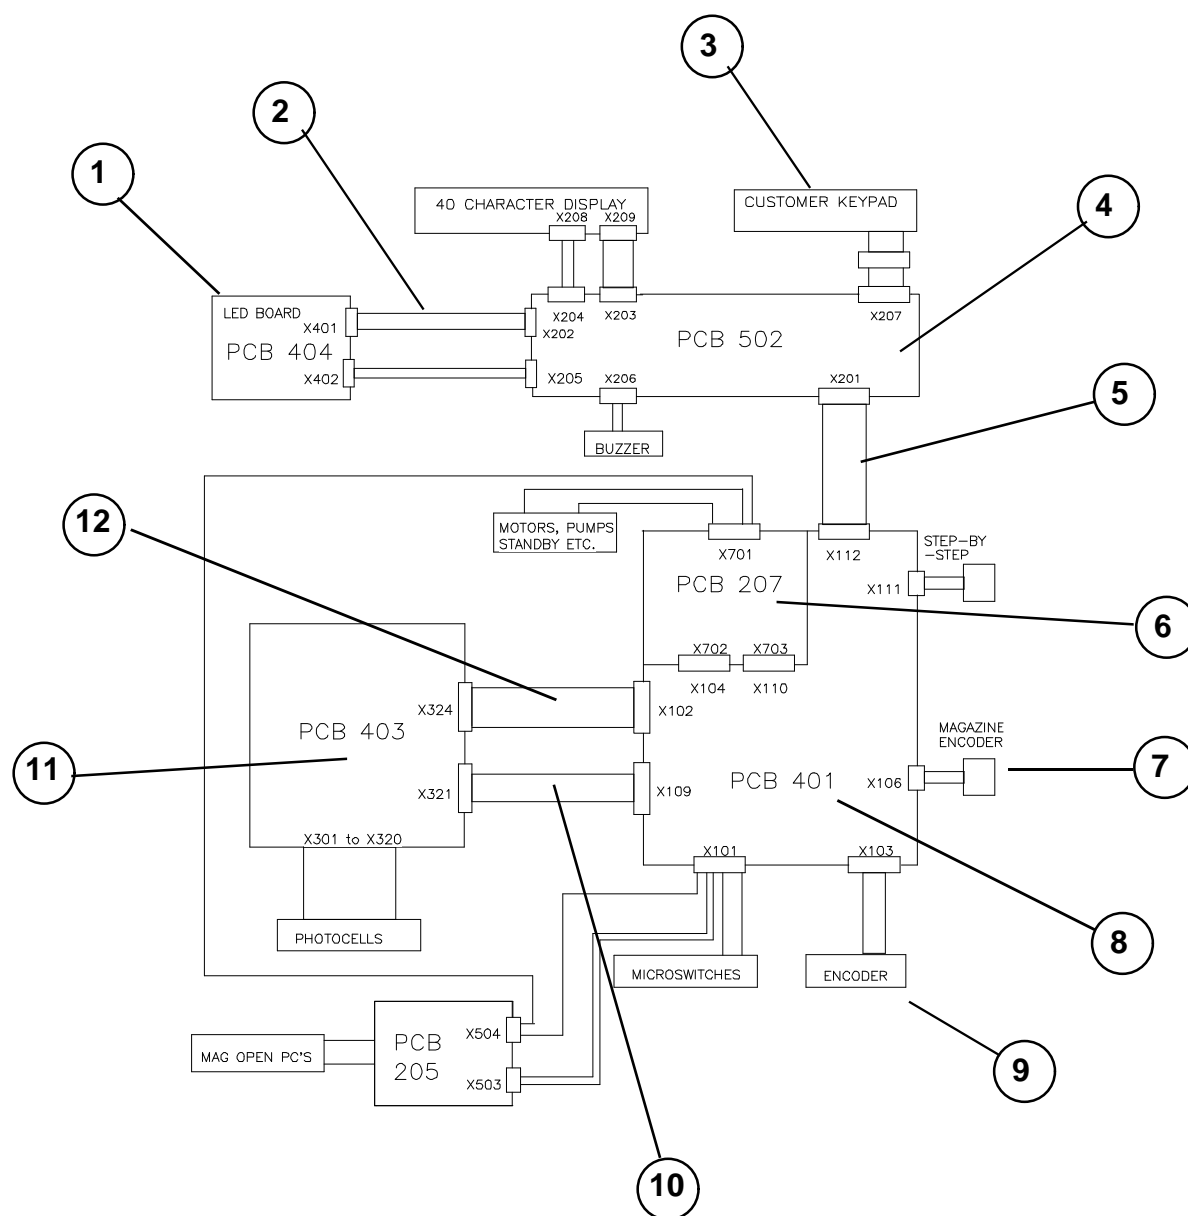 3
2
1
4
40 CHARACTER DISPLAY
X208
X209
CUSTOMER KEYPAD
LED BOARD
X401
PCB 404
X402
X204
X203
X202
X205
X206
PCB 502
X207
X201
5
BUZZER
12
MOTORS, PUMPS
STANDBY ETC.
X701
X112
STEP-BY
-STEP
X111
PCB 207
6
X702
X703
X104
X110
X324
X102
PCB 403
11
X321
X109
PCB 401
MAGAZINE
ENCODER
X106
7
X301 to X320
X101
X103
PHOTOCELLS
8
MICROSWITCHES
ENCODER
X504
PCB
205
MAG OPEN PC'S
X503
9
10